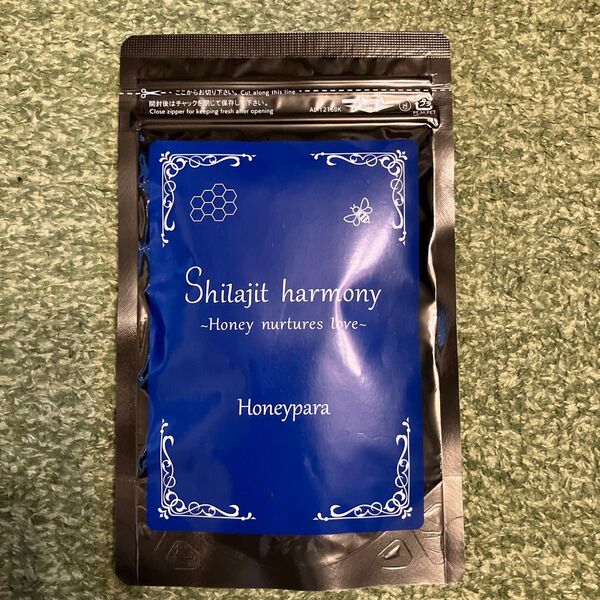 ここからお切り下さい。Cut along this line
開封後はチャックを閉じて保存して下さい。
Close zipper for keeping fresh after opening
AL-1216BK
Shilajit harmony
~Honey nurtures love~
Honeypara